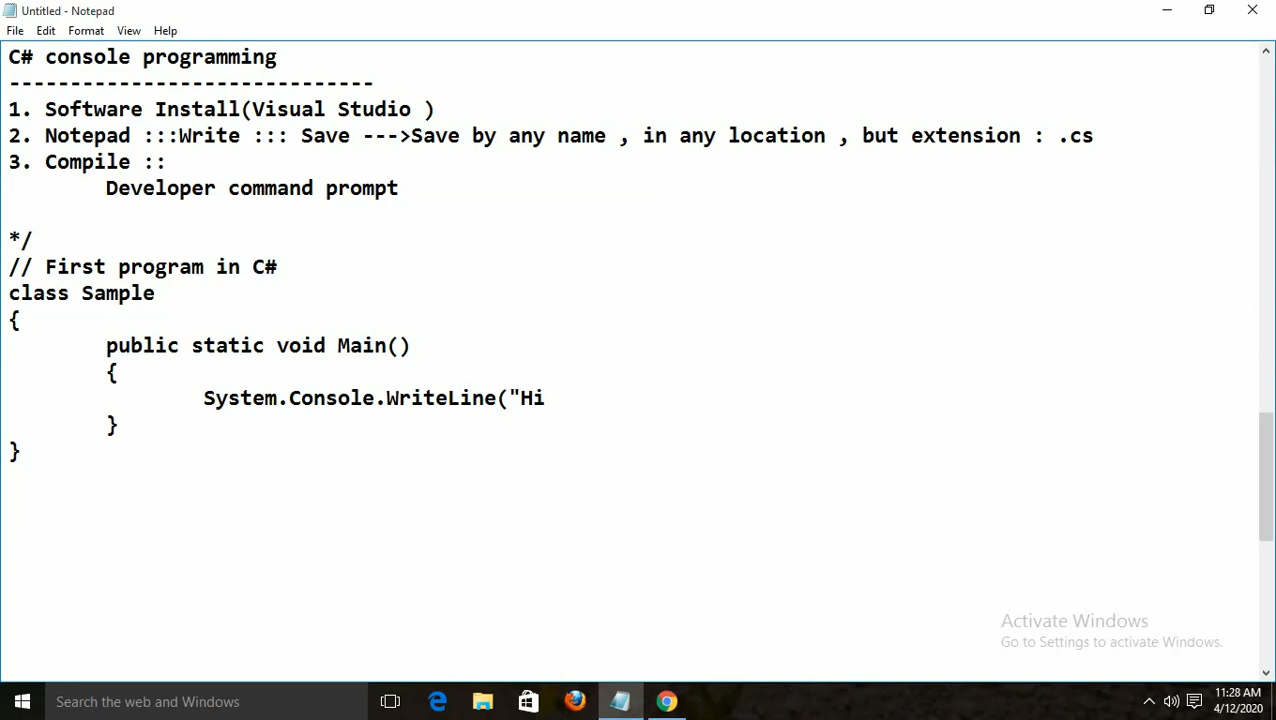 Untitled - Notepad
File Edit Format View Help
C# console programming
------------------------------
1. Software Install(Visual Studio )
2. Notepad :::Write ::: Save --->Save by any name , in any location , but extension : .cs
3. Compile ::
Developer command prompt
*/
// First program in C#
class Sample
{
public static void Main()
{
System.Console.WriteLine("Hi
}
}
Activate Windows
Go to Settings to activate Windows.
Search the web and Windows
11:28 AM
4/12/2020